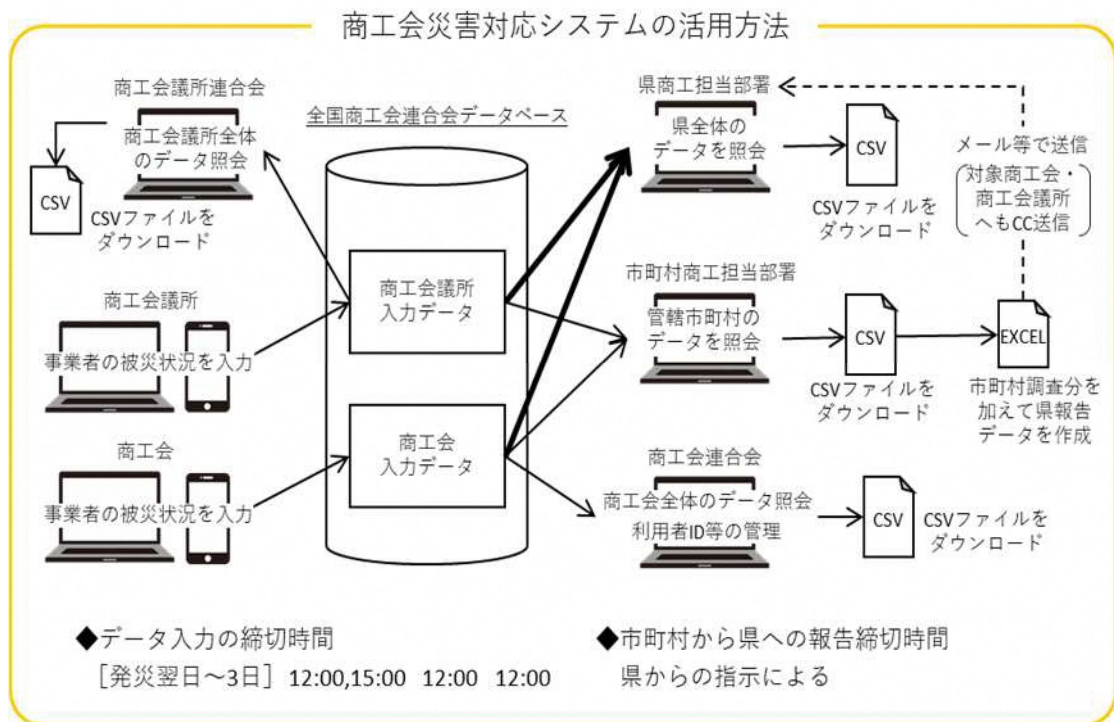 商工会災害対応システムの活用方法
商工会議所連合会
商工会議所全体
のデータ照会
CSV
CSVファイルを
ダウンロード
商工会議所
事業者の被災状況を入力
商工会
事業者の被災状況を入力
全国商工会連合会データベース
商工会議所
入力データ
商工会
入力データ
県商工担当部署
県全体の
データを照会
CSV
CSVファイルを
ダウンロード
メール等で送信
対象商工会・
商工会議所
へもCC送信
市町村商工担当部署
管轄市町村の
データを照会
CSV
CSVファイルを
ダウンロード
EXCEL
市町村調査分を
加えて県報告
データを作成
商工会連合会
商工会全体のデータ照会
利用者ID等の管理
CSV
CSVファイルを
ダウンロード
◆データ入力の締切時間
［発災翌日～3日］ 12:00,15:00 12:00 12:00
◆市町村から県への報告締切時間
県からの指示による